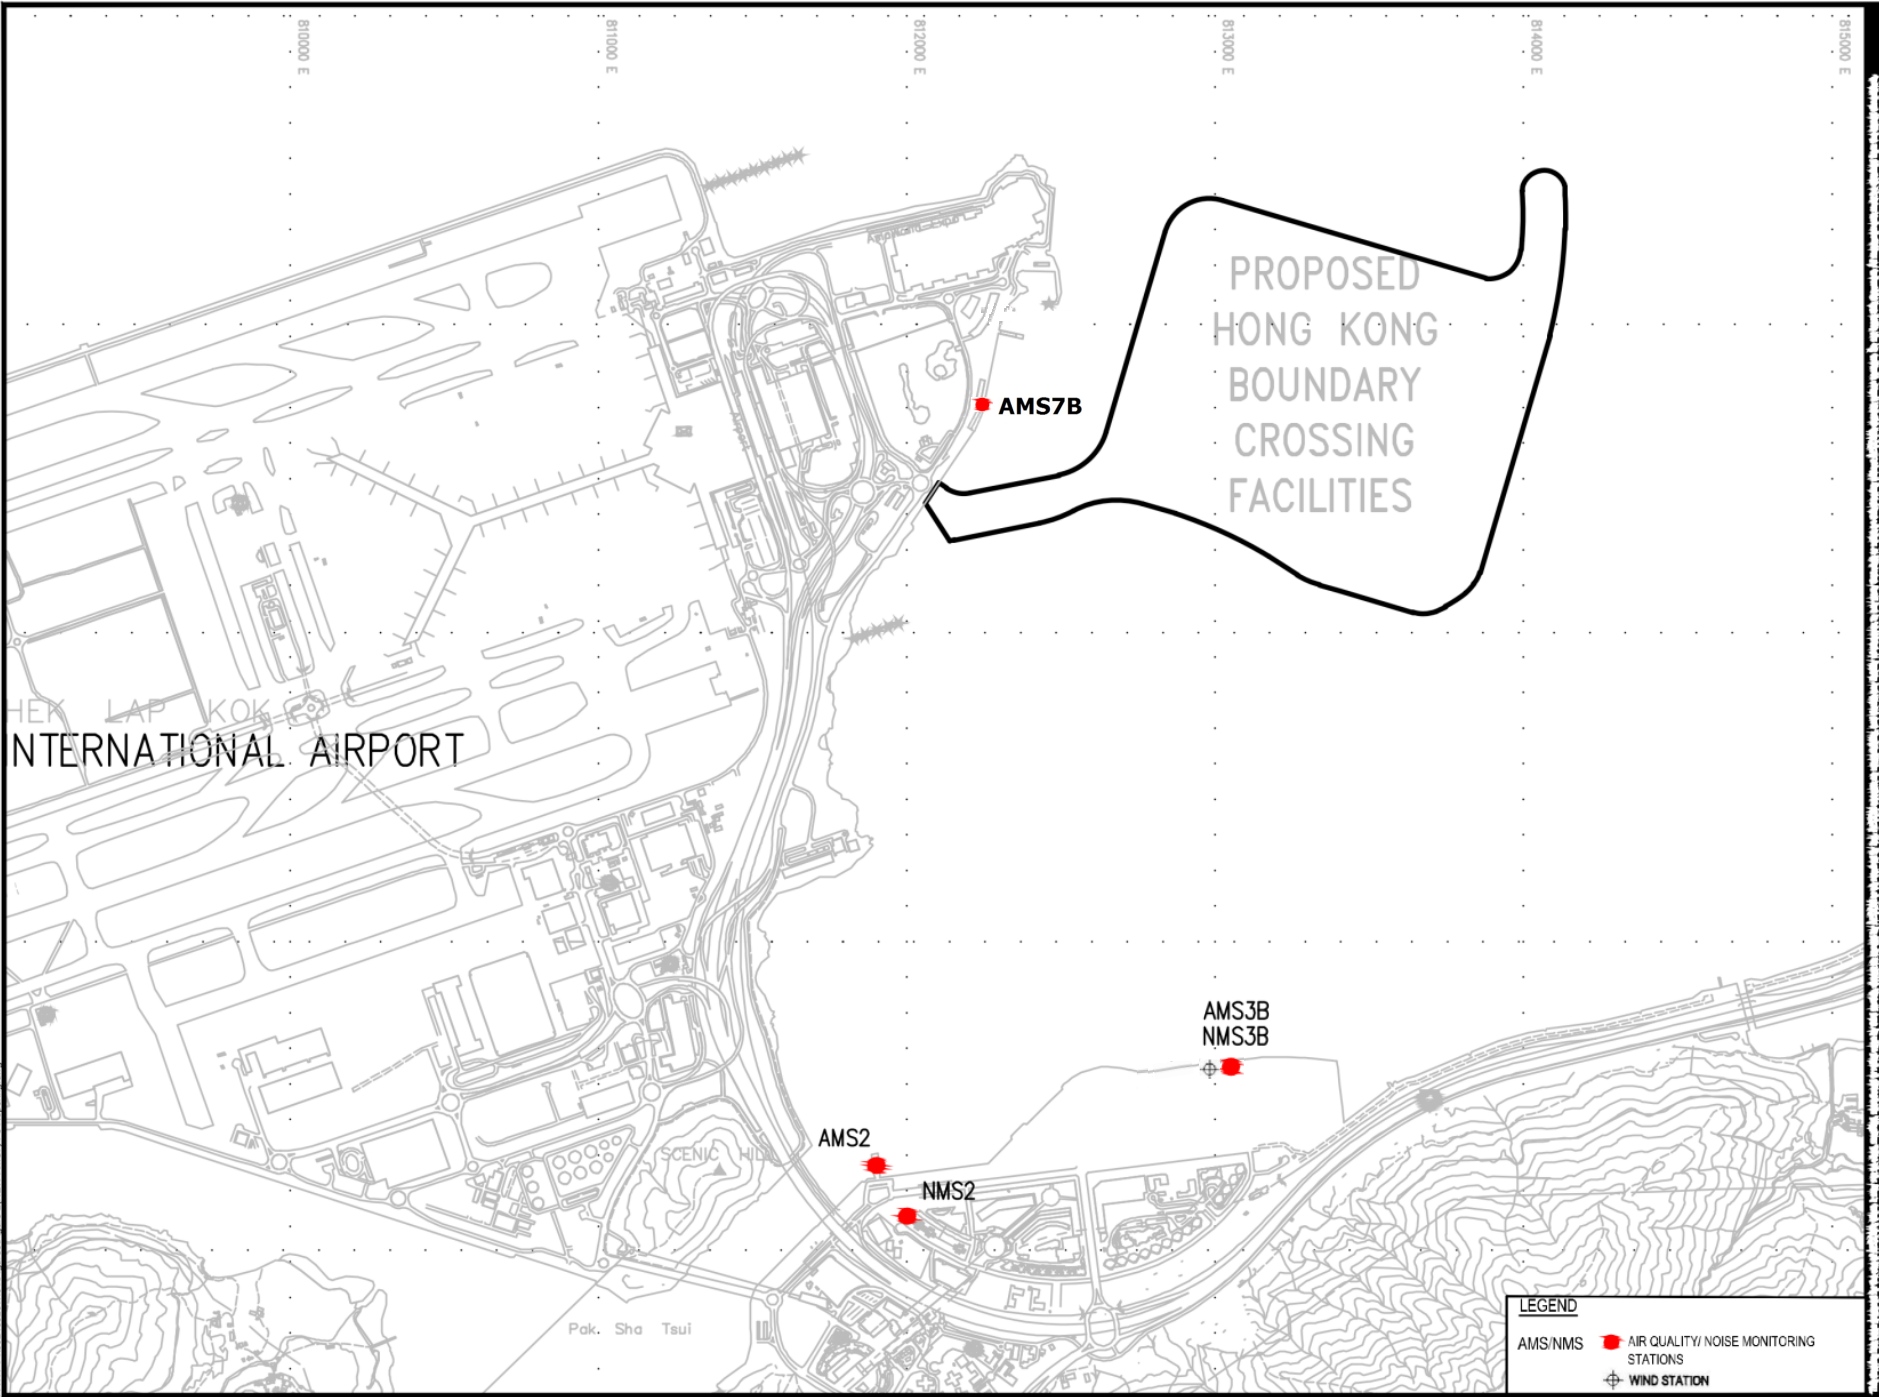 810000 E
811000 E
812000 E
813000 E
814000 E
815000 E
PROPOSED
HONG KONG
BOUNDARY
CROSSING
FACILITIES
AMS7B
HEK LAP KOK
INTERNATIONAL AIRPORT
Airport
AMS3B
NMS3B
AMS2
SCENIC HILL
NMS2
Pak Sha Tsui
LEGEND
AMS/NMS AIR QUALITY/ NOISE MONITORING
STATIONS
WIND STATION